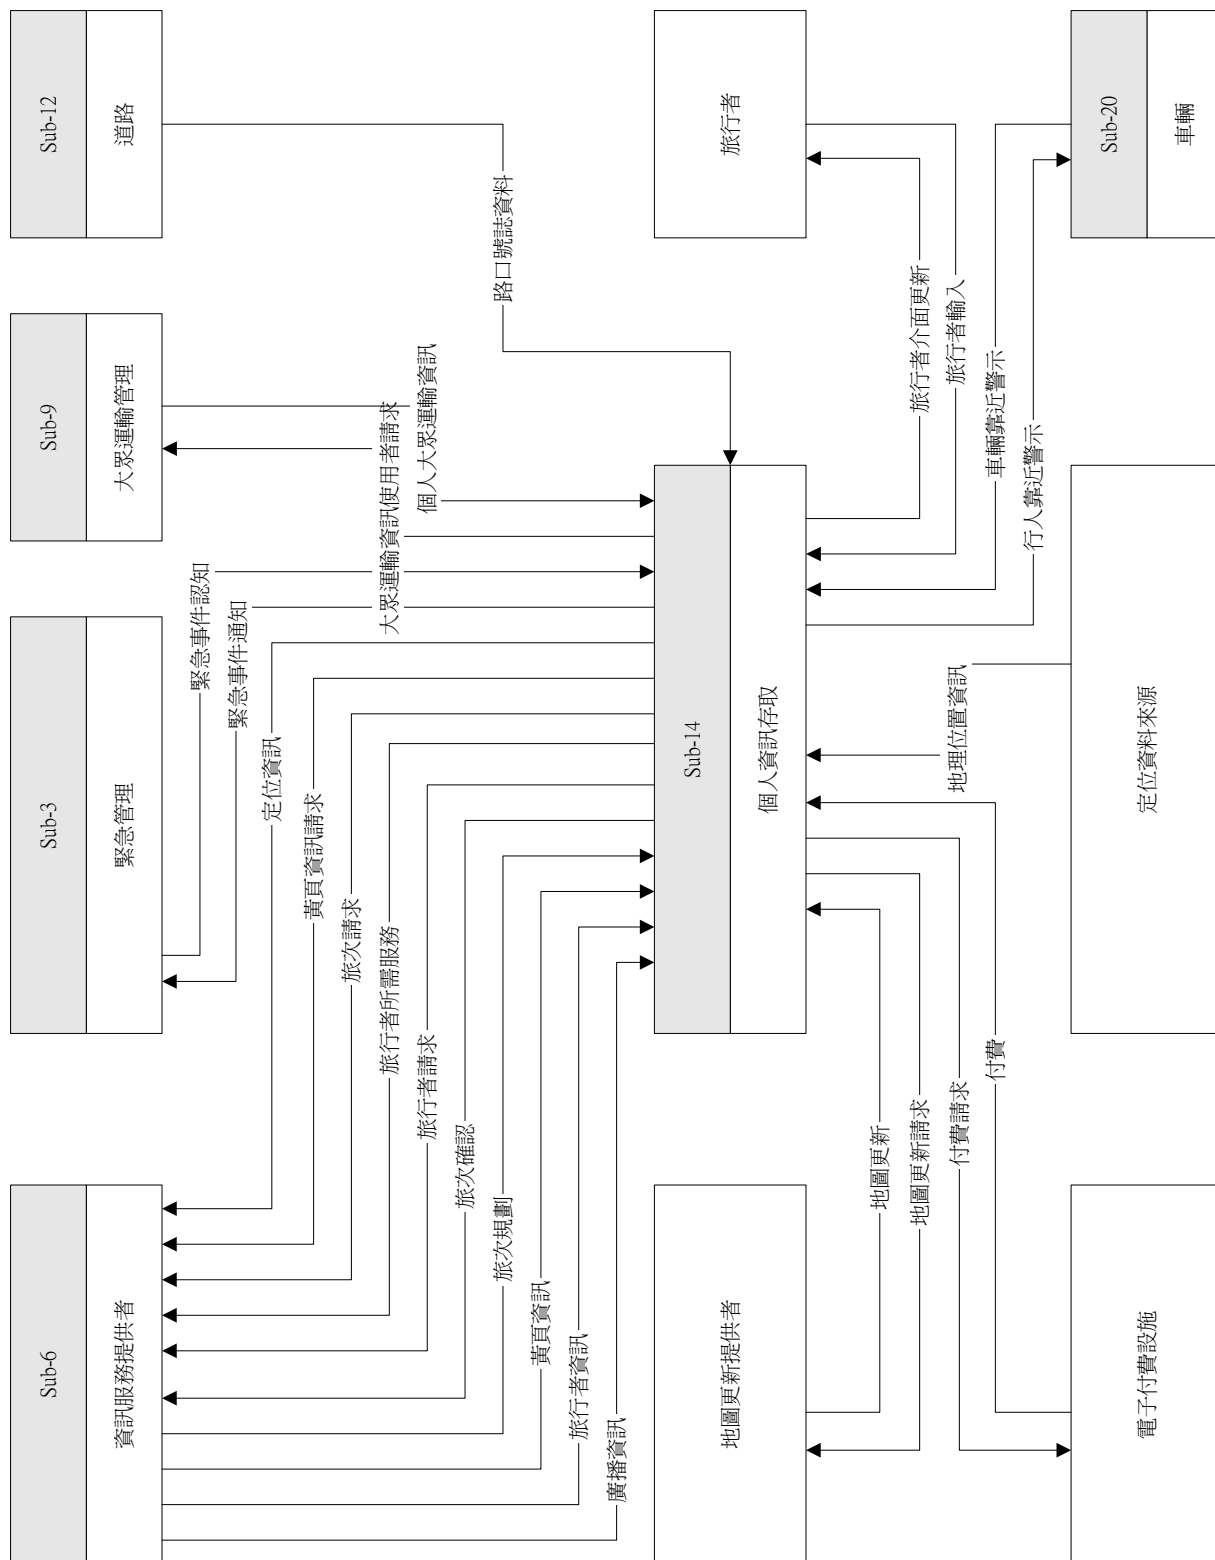 Sub-12
道路
Sub-9
大眾運輸管理
Sub-3
緊急管理
Sub-6
資訊服務提供者
緊急事件認知
緊急事件通知
定位資訊
黃頁資訊請求
旅次請求
旅行者所需服務
大眾運輸資訊使用者請求
個人大眾運輸資訊
路口號誌資料
旅行者請求
旅次確認
旅次規劃
黃頁資訊
旅行者資訊
廣播資訊
旅行者
Sub-14
個人資訊存取
地圖更新提供者
旅行者介面更新
旅行者輸入
車輛靠近警示
行人靠近警示
地理位置資訊
地圖更新
地圖更新請求
付費請求
付費
Sub-20
車輛
定位資料來源
電子付費設施